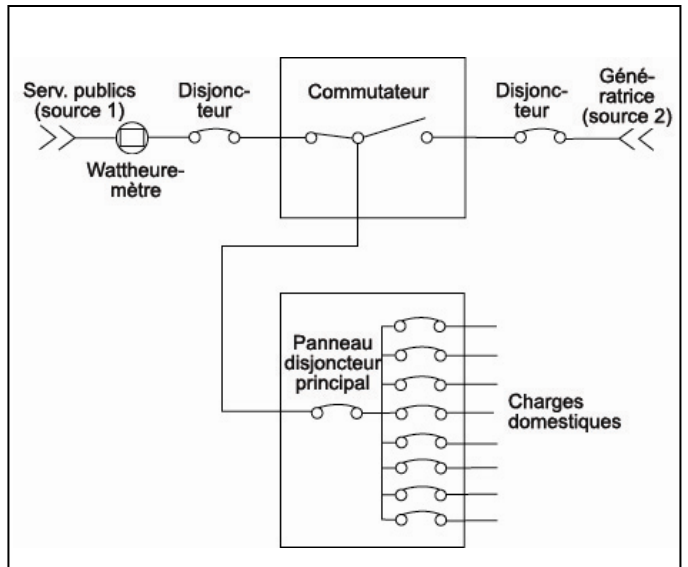 Serv. publics
(source 1)
Disjonc-
teur
Commutateur
Disjonc-
teur
Géné-
ratrice
(source 2)
Wattheure-
mètre
Panneau
disjoncteur
principal
Charges
domestiques